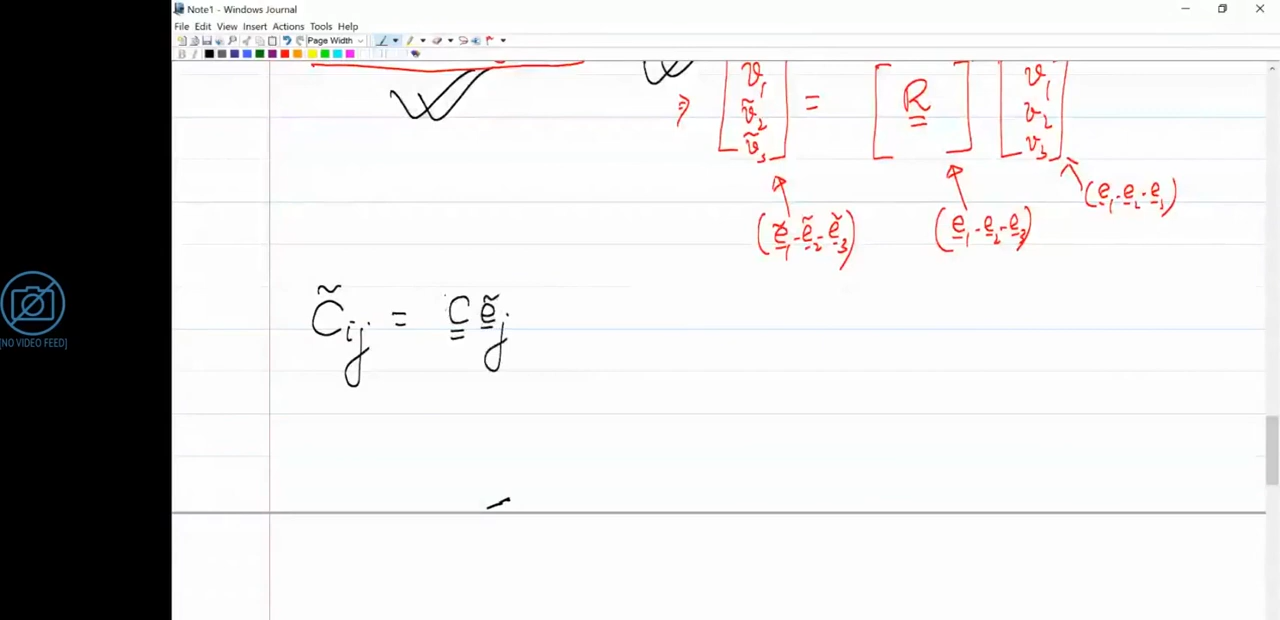 Note1 - Windows Journal
File Edit View Insert Actions Tools Help
Page Width
B I
⇒ [ṽ₁ ṽ₂ ṽ₃] = [R] [v₁ v₂ v₃]
(ẽ₁-ẽ₂-ẽ₃) (e₁-e₂-e₃) (e₁-e₂-e₃)
C̃ij = C ẽj
[NO VIDEO FEED]